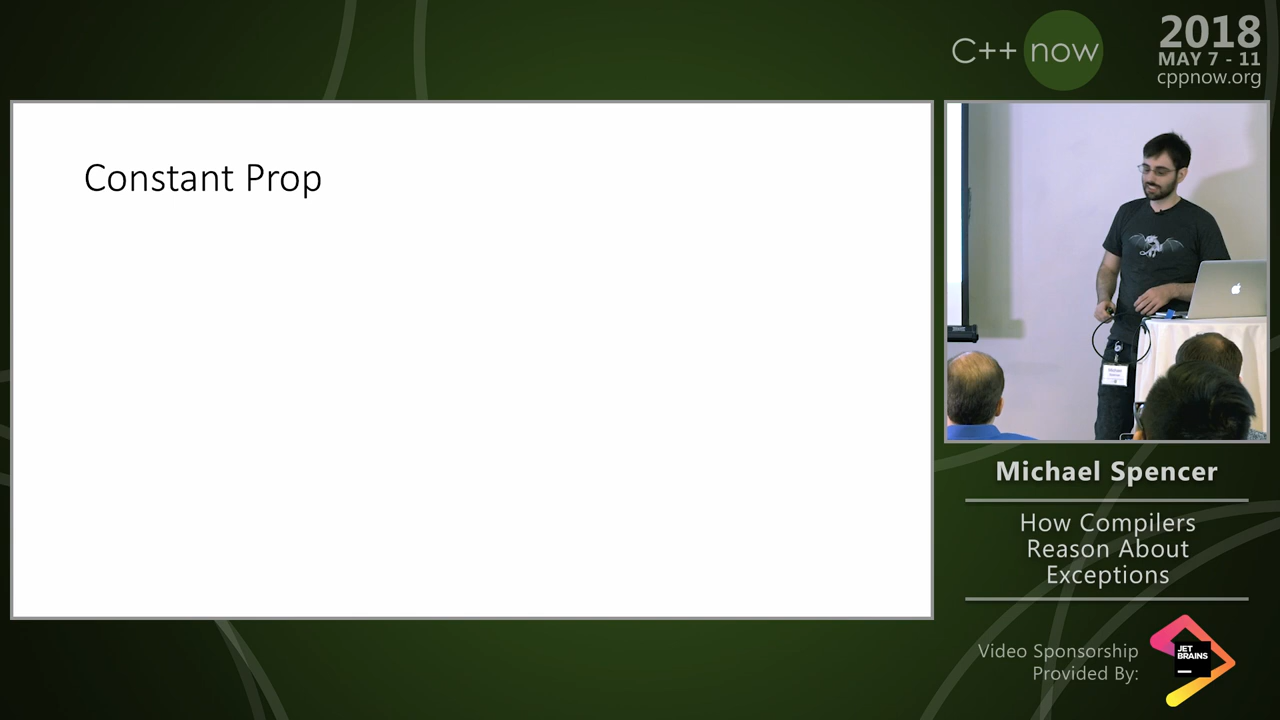 C++ now
2018
MAY 7 - 11
cppnow.org
Constant Prop
Michael Spencer
How Compilers
Reason About
Exceptions
Video Sponsorship
Provided By:
JET
BRAINS